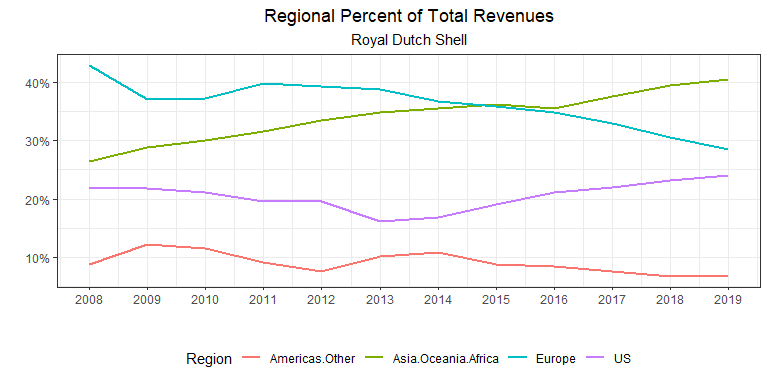 Regional Percent of Total Revenues
Royal Dutch Shell
40%
30%
20%
10%
2008 2009 2010 2011 2012 2013 2014 2015 2016 2017 2018 2019
Region Americas.Other Asia.Oceania.Africa Europe US